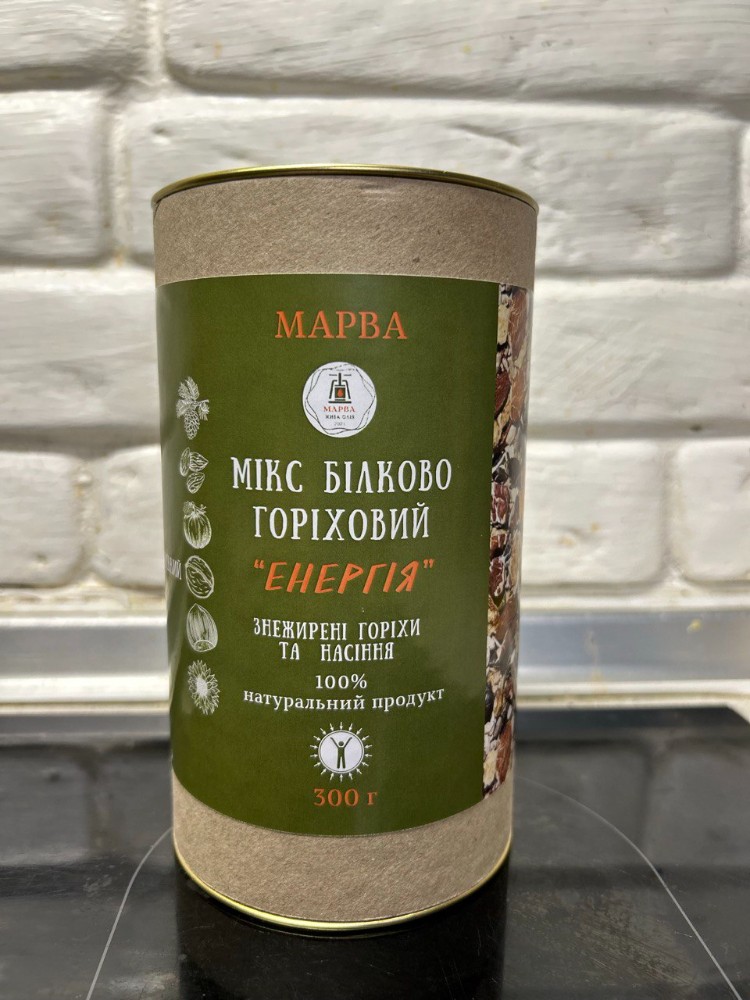 МАРВА
МАРВА
ЖИВА ОЛІЯ
МІКС БІЛКОВО
ГОРІХОВИЙ
“ЕНЕРГІЯ”
ЗНЕЖИРЕНІ ГОРІХИ
ТА НАСІННЯ
100%
натуральний продукт
300 г